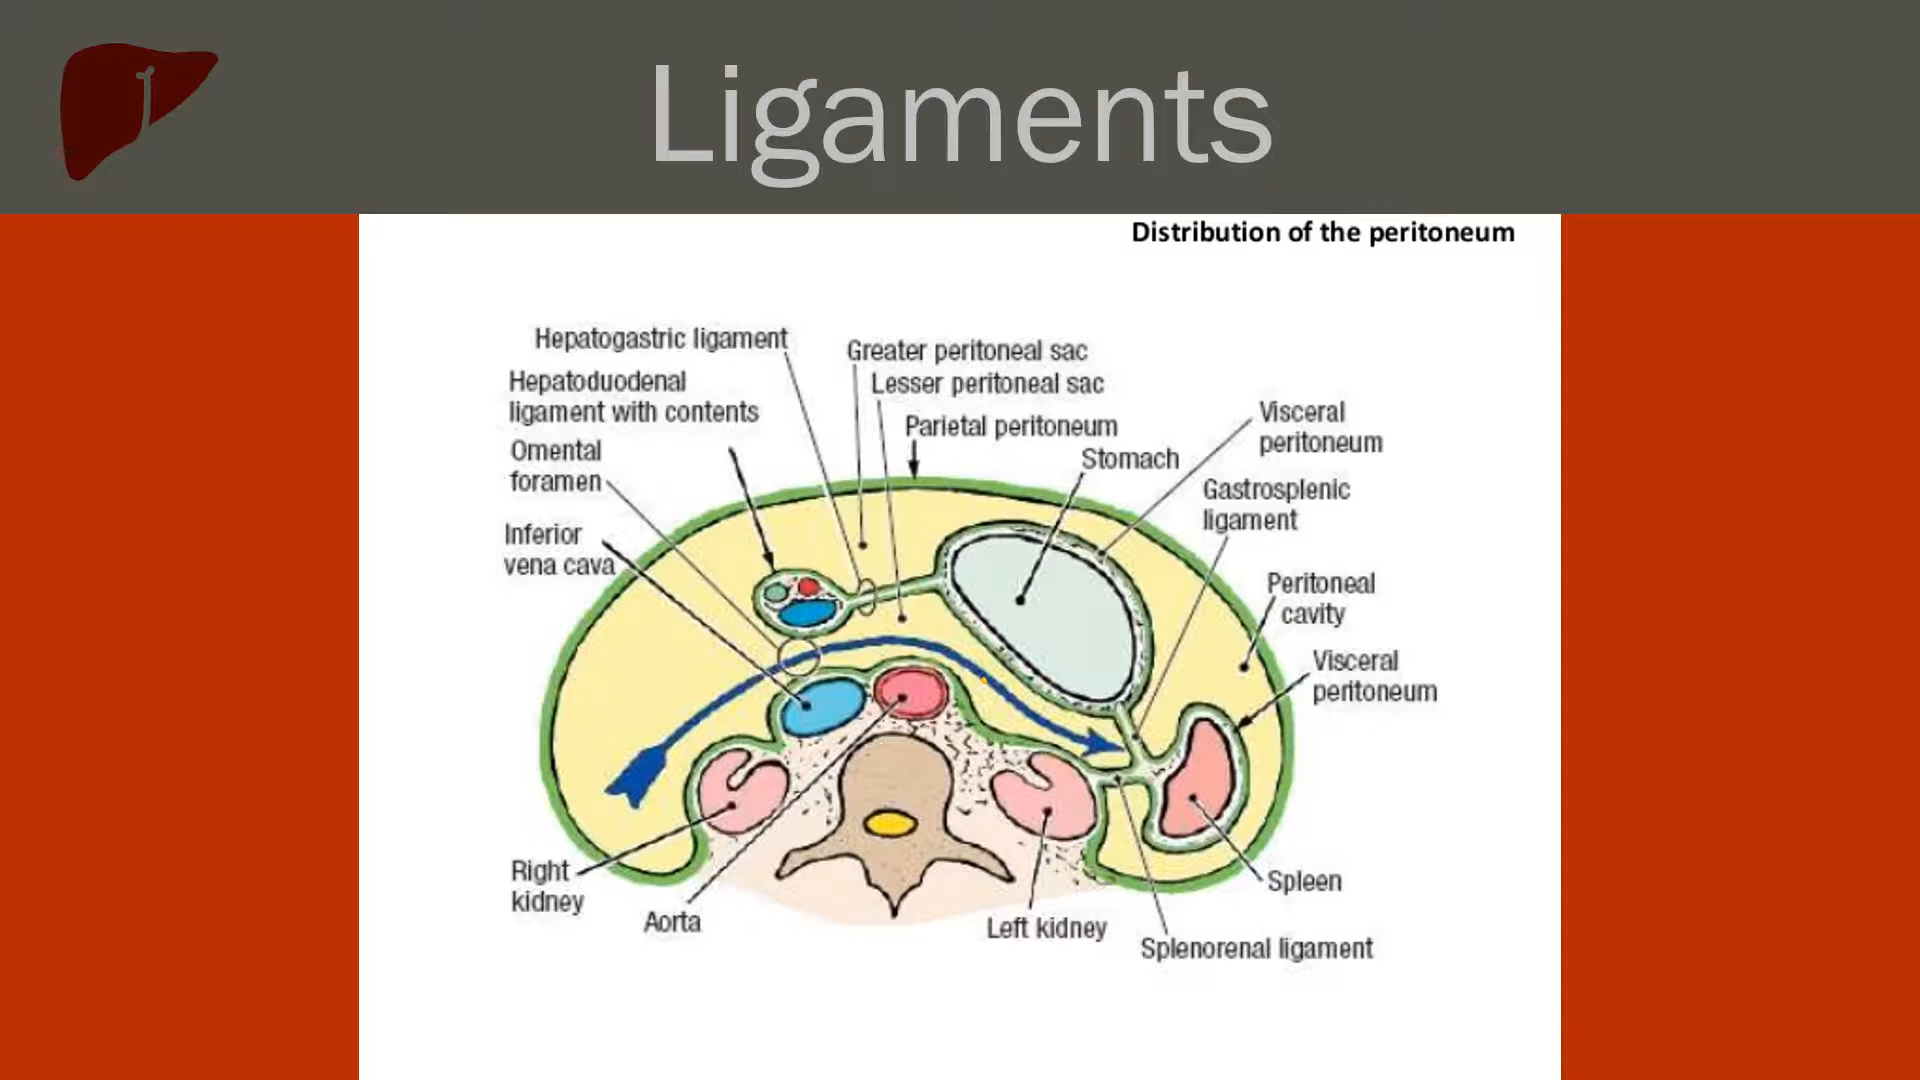 Ligaments
Distribution of the peritoneum
Hepatogastric ligament
Greater peritoneal sac
Hepatoduodenal
ligament with contents
Lesser peritoneal sac
Omental
foramen
Parietal peritoneum
Stomach
Visceral
peritoneum
Gastrosplenic
ligament
Inferior
vena cava
Peritoneal
cavity
Visceral
peritoneum
Right
kidney
Aorta
Left kidney
Spleen
Splenorenal ligament